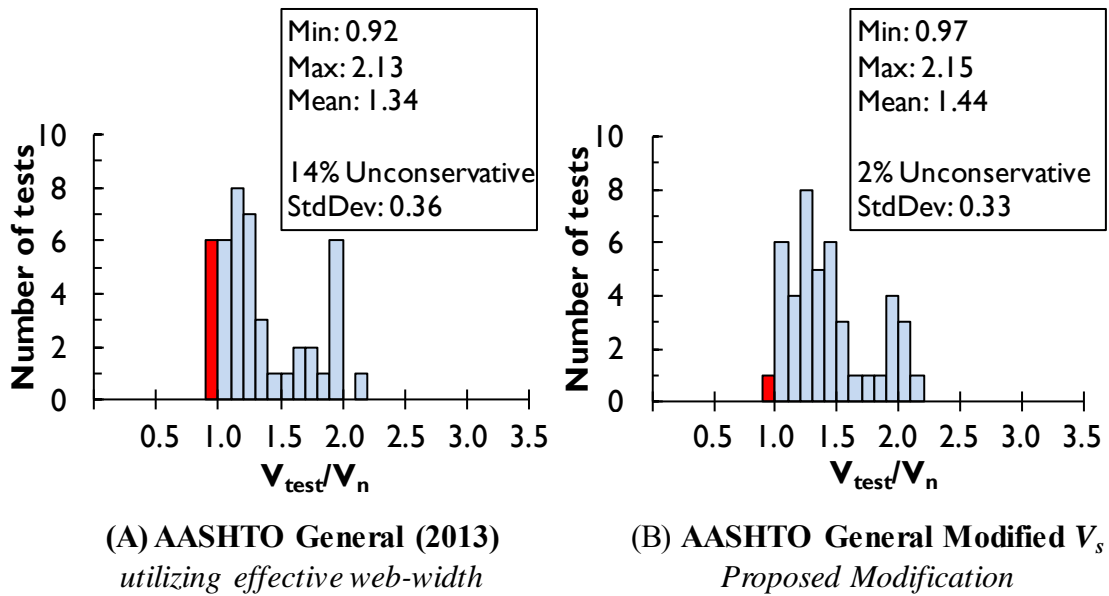 Min: 0.92
Max: 2.13
Mean: 1.34
14% Unconservative
StdDev: 0.36
10
8
6
4
2
0
Number of tests
0.5 1.0 1.5 2.0 2.5 3.0 3.5
Vtest/Vn
(A) AASHTO General (2013)
utilizing effective web-width
Min: 0.97
Max: 2.15
Mean: 1.44
2% Unconservative
StdDev: 0.33
10
8
6
4
2
0
Number of tests
0.5 1.0 1.5 2.0 2.5 3.0 3.5
Vtest/Vn
(B) AASHTO General Modified Vs
Proposed Modification